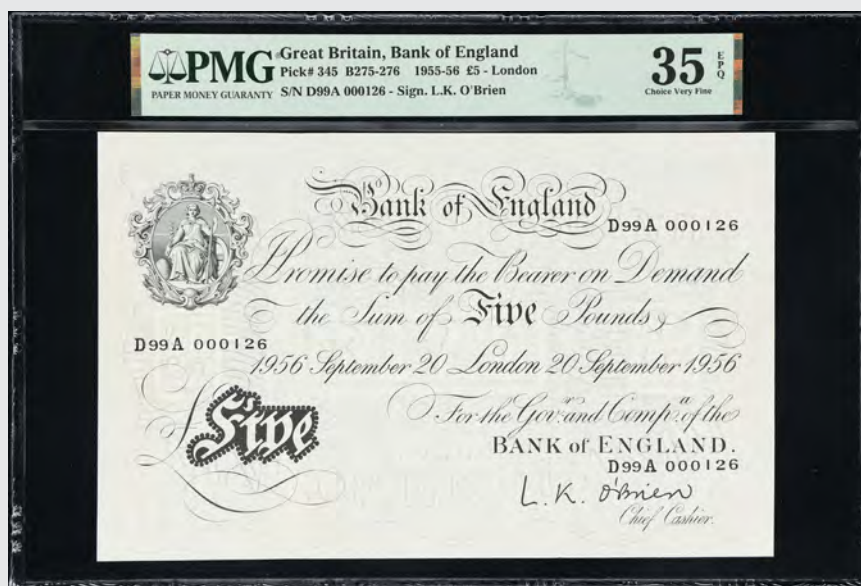 PMG
PAPER MONEY GUARANTY
Great Britain, Bank of England
Pick# 345 B275-276 1955-56 £5 - London
S/N D99A 000126 - Sign. L.K. O'Brien
35
EPQ
Choice Very Fine
Bank of England
D99A 000126
Promise to pay the Bearer on Demand
the Sum of Five Pounds
D99A 000126
1956 September 20 London 20 September 1956
For the Gov.r and Comp.a of the
£Five
BANK of ENGLAND.
D99A 000126
L. K. O'Brien
Chief Cashier.